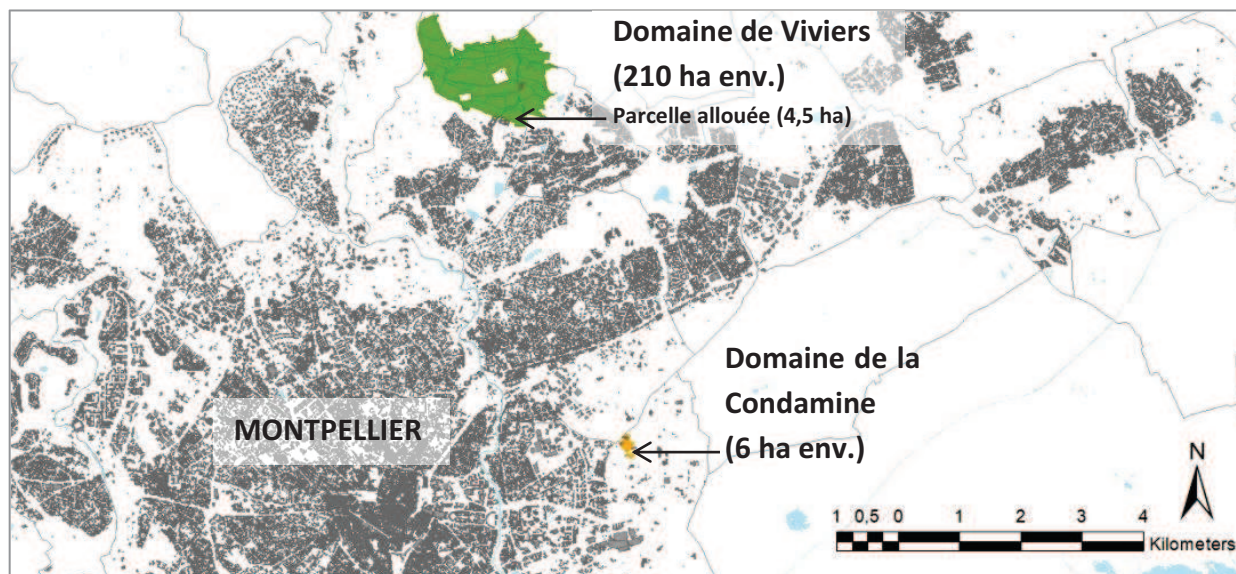 Domaine de Viviers
(210 ha env.)
Parcelle allouée (4,5 ha)
Domaine de la
Condamine
(6 ha env.)
MONTPELLIER
N
1 0,5 0 1 2 3 4
Kilometers